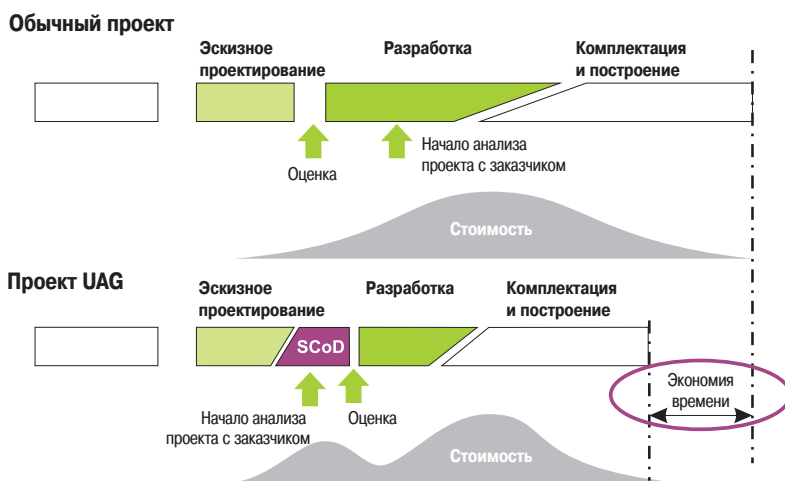 Обычный проект
Эскизное
проектирование
Разработка
Комплектация
и построение
Оценка
Начало анализа
проекта с заказчиком
Стоимость
Проект UAG
Эскизное
проектирование
Разработка
Комплектация
и построение
SCoD
Экономия
времени
Начало анализа
проекта с заказчиком
Оценка
Стоимость